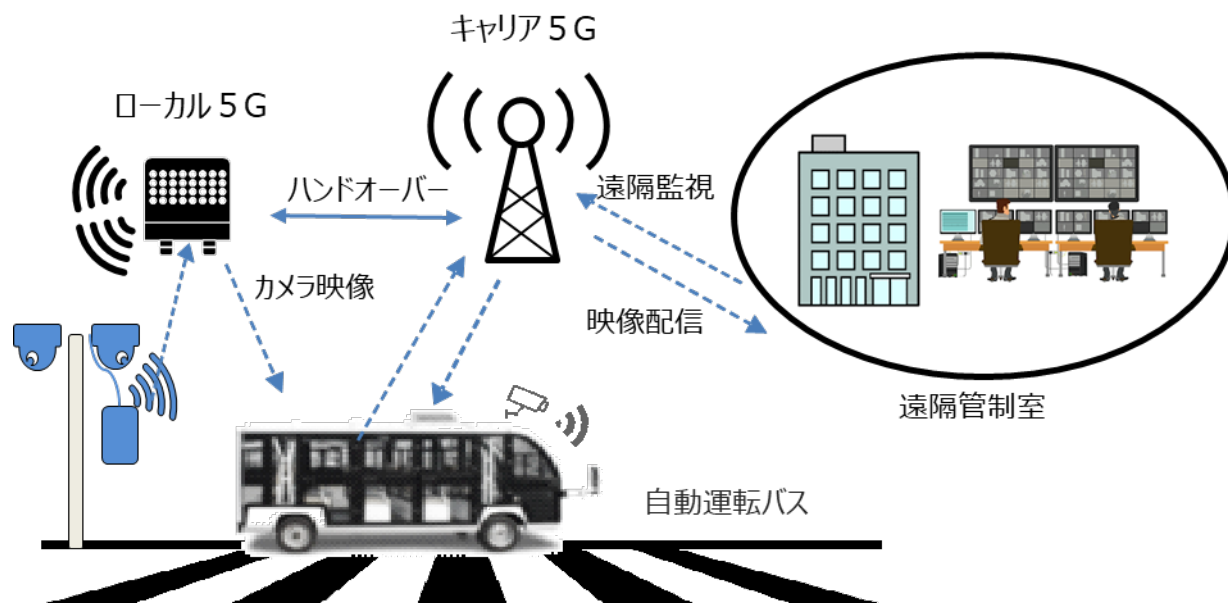 キャリア５G
ローカル５G
ハンドオーバー
遠隔監視
カメラ映像
映像配信
遠隔管制室
自動運転バス